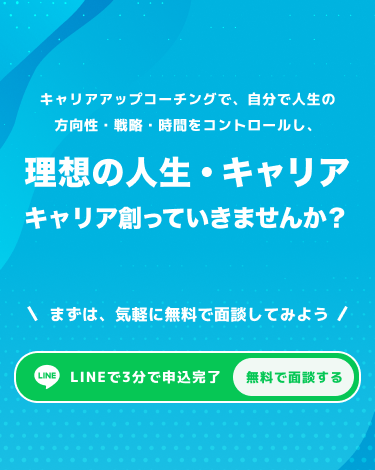 キャリアアップコーチングで、自分で人生の
方向性・戦略・時間をコントロールし、
理想の人生・キャリア
キャリア創っていきませんか？
\ まずは、気軽に無料で面談してみよう /
LINE LINEで3分で申込完了 無料で面談する